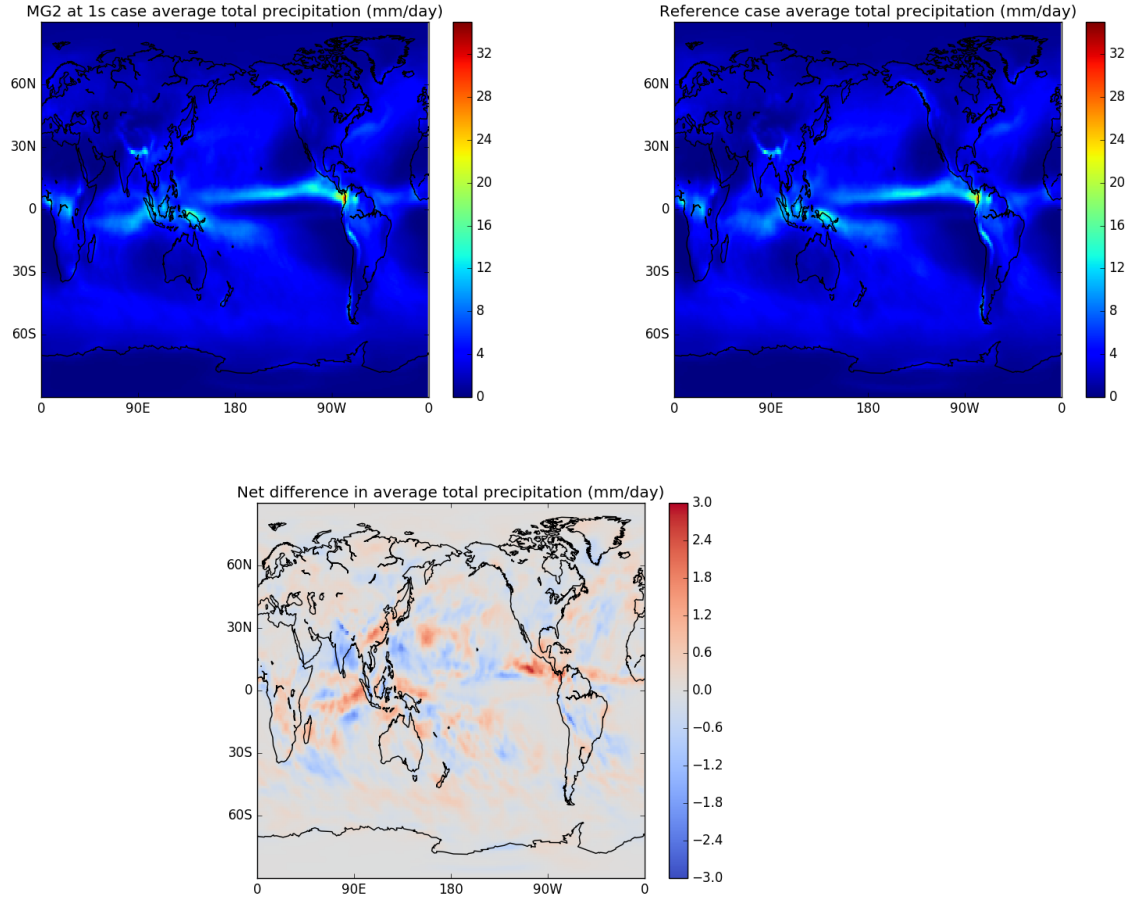 MG2 at 1s case average total precipitation (mm/day)
60N
30N
0
30S
60S
0
90E
180
90W
0
32
28
24
20
16
12
8
4
0
Reference case average total precipitation (mm/day)
60N
30N
0
30S
60S
0
90E
180
90W
0
32
28
24
20
16
12
8
4
0
Net difference in average total precipitation (mm/day)
60N
30N
0
30S
60S
0
90E
180
90W
0
3.0
2.4
1.8
1.2
0.6
0.0
−0.6
−1.2
−1.8
−2.4
−3.0